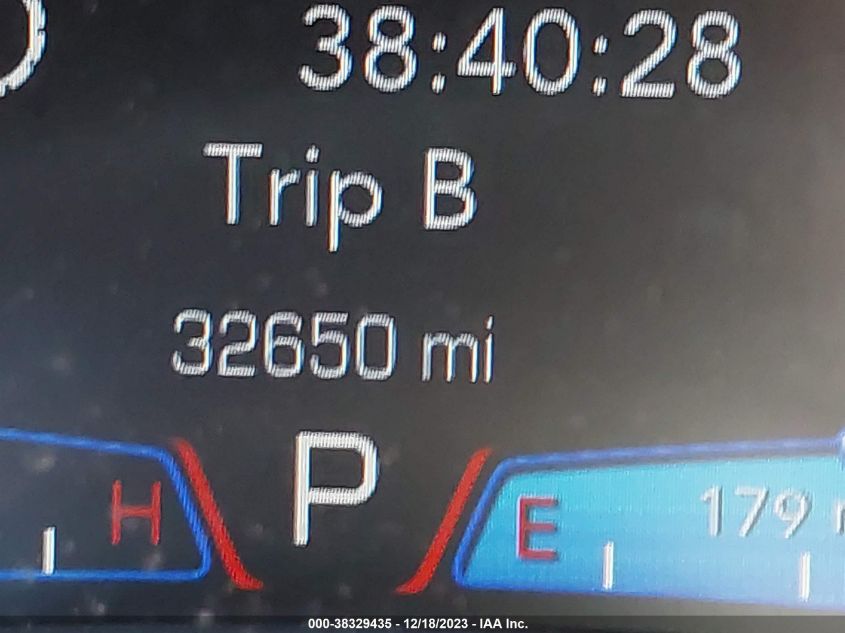 38:40:28
Trip B
32650 mi
P
H
E
179
000-38329435 - 12/18/2023 - IAA Inc.